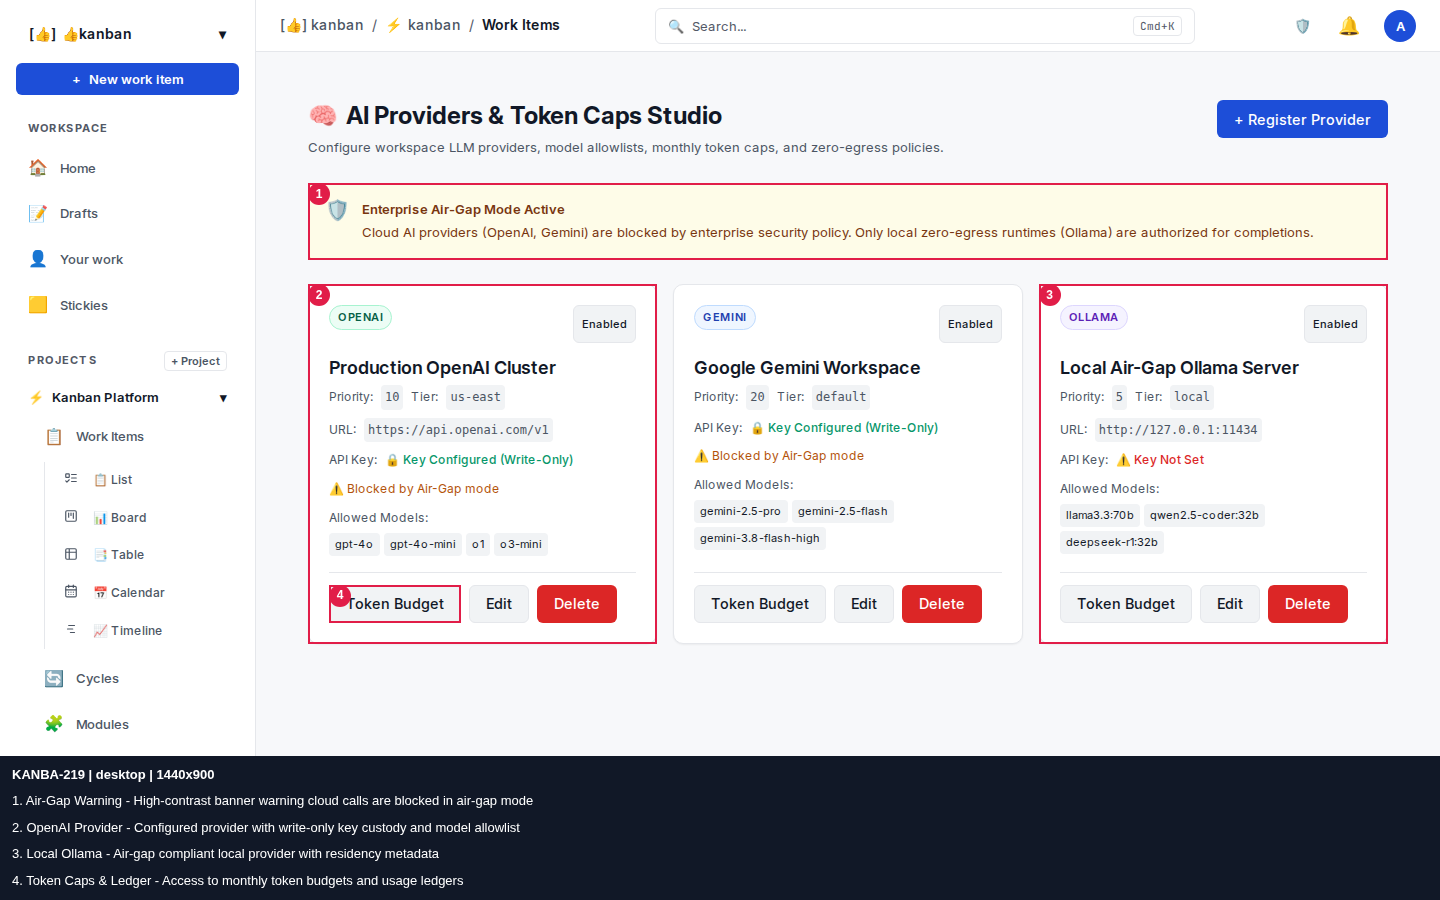 [👍] 👍kanban ▾
[👍] kanban / ⚡ kanban / Work Items
🔍 Search... Cmd+K
A
+ New work item
WORKSPACE
🏠 Home
📝 Drafts
👤 Your work
🟨 Stickies
PROJECTS + Project
⚡ Kanban Platform ▾
📋 Work Items
📋 List
📊 Board
📑 Table
📅 Calendar
📈 Timeline
🔄 Cycles
🧩 Modules
🧠 AI Providers & Token Caps Studio
+ Register Provider
Configure workspace LLM providers, model allowlists, monthly token caps, and zero-egress policies.
1
Enterprise Air-Gap Mode Active
Cloud AI providers (OpenAI, Gemini) are blocked by enterprise security policy. Only local zero-egress runtimes (Ollama) are authorized for completions.
2
OPENAI Enabled
Production OpenAI Cluster
Priority: 10 Tier: us-east
URL: https://api.openai.com/v1
API Key: 🔒 Key Configured (Write-Only)
⚠️ Blocked by Air-Gap mode
Allowed Models:
gpt-4o gpt-4o-mini o1 o3-mini
4
Token Budget Edit Delete
GEMINI Enabled
Google Gemini Workspace
Priority: 20 Tier: default
API Key: 🔒 Key Configured (Write-Only)
⚠️ Blocked by Air-Gap mode
Allowed Models:
gemini-2.5-pro gemini-2.5-flash
gemini-3.8-flash-high
Token Budget Edit Delete
3
OLLAMA Enabled
Local Air-Gap Ollama Server
Priority: 5 Tier: local
URL: http://127.0.0.1:11434
API Key: ⚠️ Key Not Set
Allowed Models:
llama3.3:70b qwen2.5-coder:32b
deepseek-r1:32b
Token Budget Edit Delete
KANBA-219 | desktop | 1440x900
1. Air-Gap Warning - High-contrast banner warning cloud calls are blocked in air-gap mode
2. OpenAI Provider - Configured provider with write-only key custody and model allowlist
3. Local Ollama - Air-gap compliant local provider with residency metadata
4. Token Caps & Ledger - Access to monthly token budgets and usage ledgers